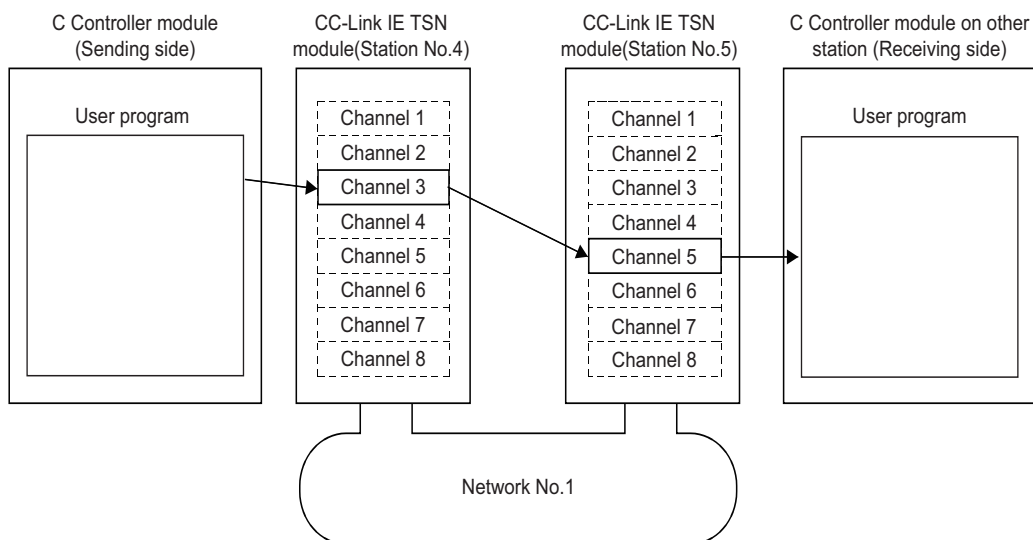 C Controller module
(Sending side)
User program
CC-Link IE TSN
module(Station No.4)
Channel 1
Channel 2
Channel 3
Channel 4
Channel 5
Channel 6
Channel 7
Channel 8
CC-Link IE TSN
module(Station No.5)
Channel 1
Channel 2
Channel 3
Channel 4
Channel 5
Channel 6
Channel 7
Channel 8
C Controller module on other
station (Receiving side)
User program
Network No.1